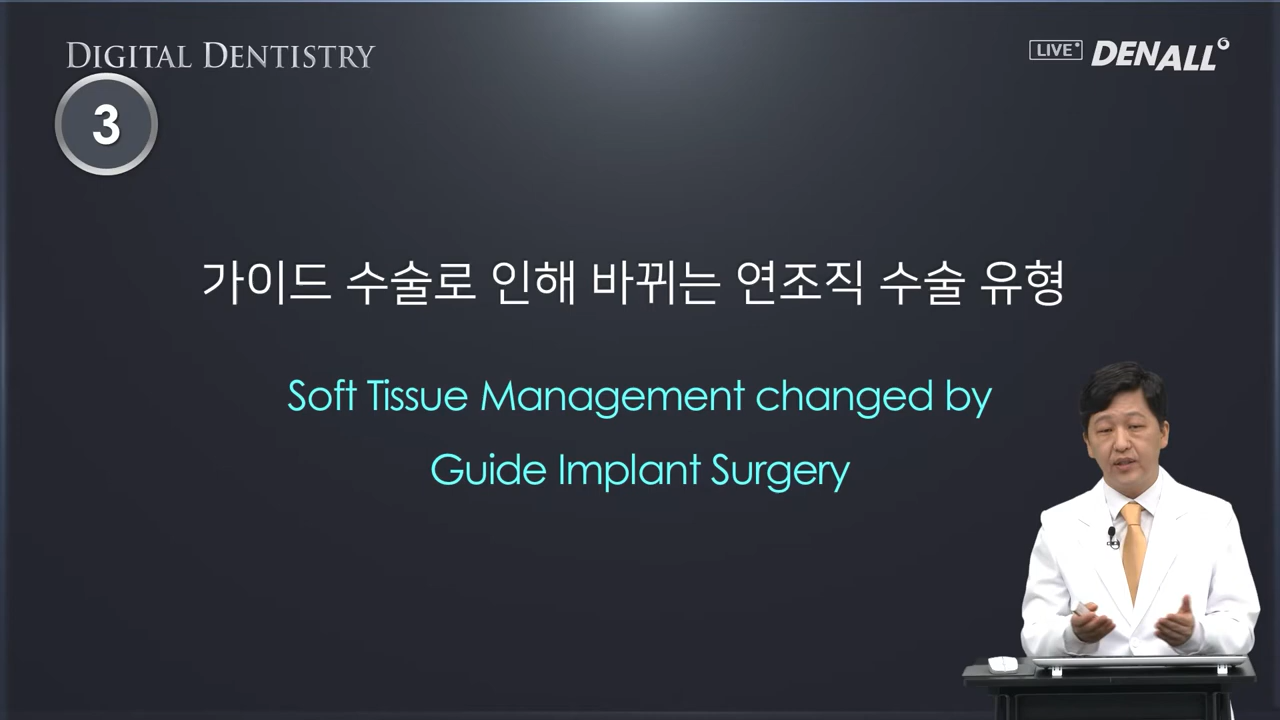 DIGITAL DENTISTRY
LIVE DENALL
3
가이드 수술로 인해 바뀌는 연조직 수술 유형
Soft Tissue Management changed by
Guide Implant Surgery